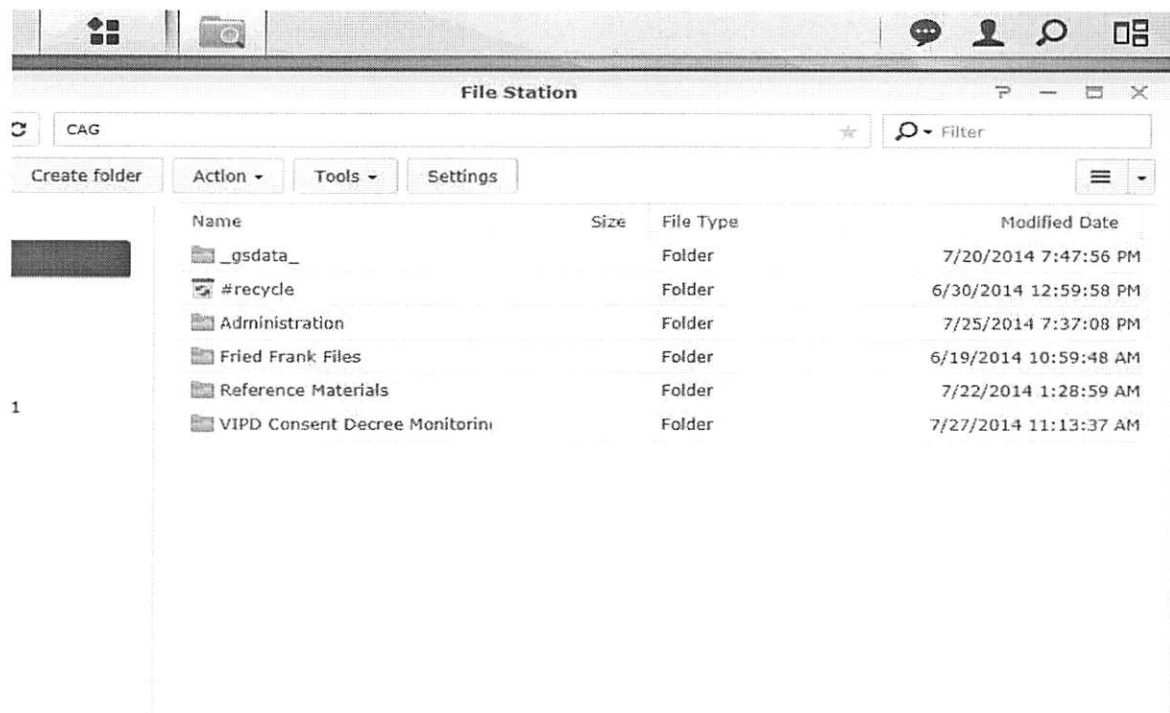 File Station
CAG Filter
Create folder Action Tools Settings
Name Size File Type Modified Date
_gsdata_ Folder 7/20/2014 7:47:56 PM
#recycle Folder 6/30/2014 12:59:58 PM
Administration Folder 7/25/2014 7:37:08 PM
Fried Frank Files Folder 6/19/2014 10:59:48 AM
Reference Materials Folder 7/22/2014 1:28:59 AM
1
VIPD Consent Decree Monitorin Folder 7/27/2014 11:13:37 AM